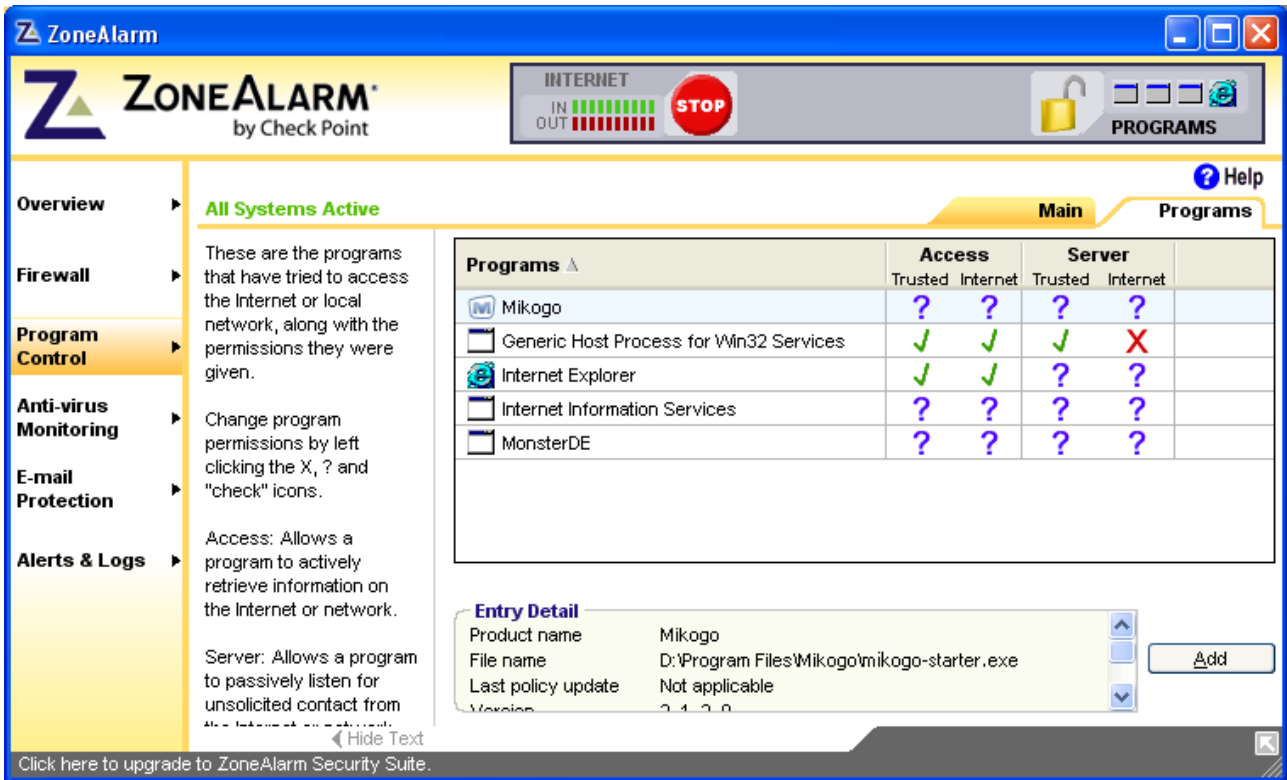 ZoneAlarm
ZONEALARM
by Check Point
INTERNET
IN
OUT
STOP
PROGRAMS
Help
Overview
Firewall
Program
Control
Anti-virus
Monitoring
E-mail
Protection
Alerts & Logs
All Systems Active
Main
Programs
These are the programs
that have tried to access
the Internet or local
network, along with the
permissions they were
given.
Change program
permissions by left
clicking the X, ? and
"check" icons.
Access: Allows a
program to actively
retrieve information on
the Internet or network.
Server: Allows a program
to passively listen for
unsolicited contact from
Hide Text
Programs Access Server
Trusted Internet Trusted Internet
Mikogo ? ? ? ?
Generic Host Process for Win32 Services ✓ ✓ ✓ X
Internet Explorer ✓ ✓ ? ?
Internet Information Services ? ? ? ?
MonsterDE ? ? ? ?
Entry Detail
Product name Mikogo
File name D:\Program Files\Mikogo\mikogo-starter.exe
Last policy update Not applicable
Add
Click here to upgrade to ZoneAlarm Security Suite.